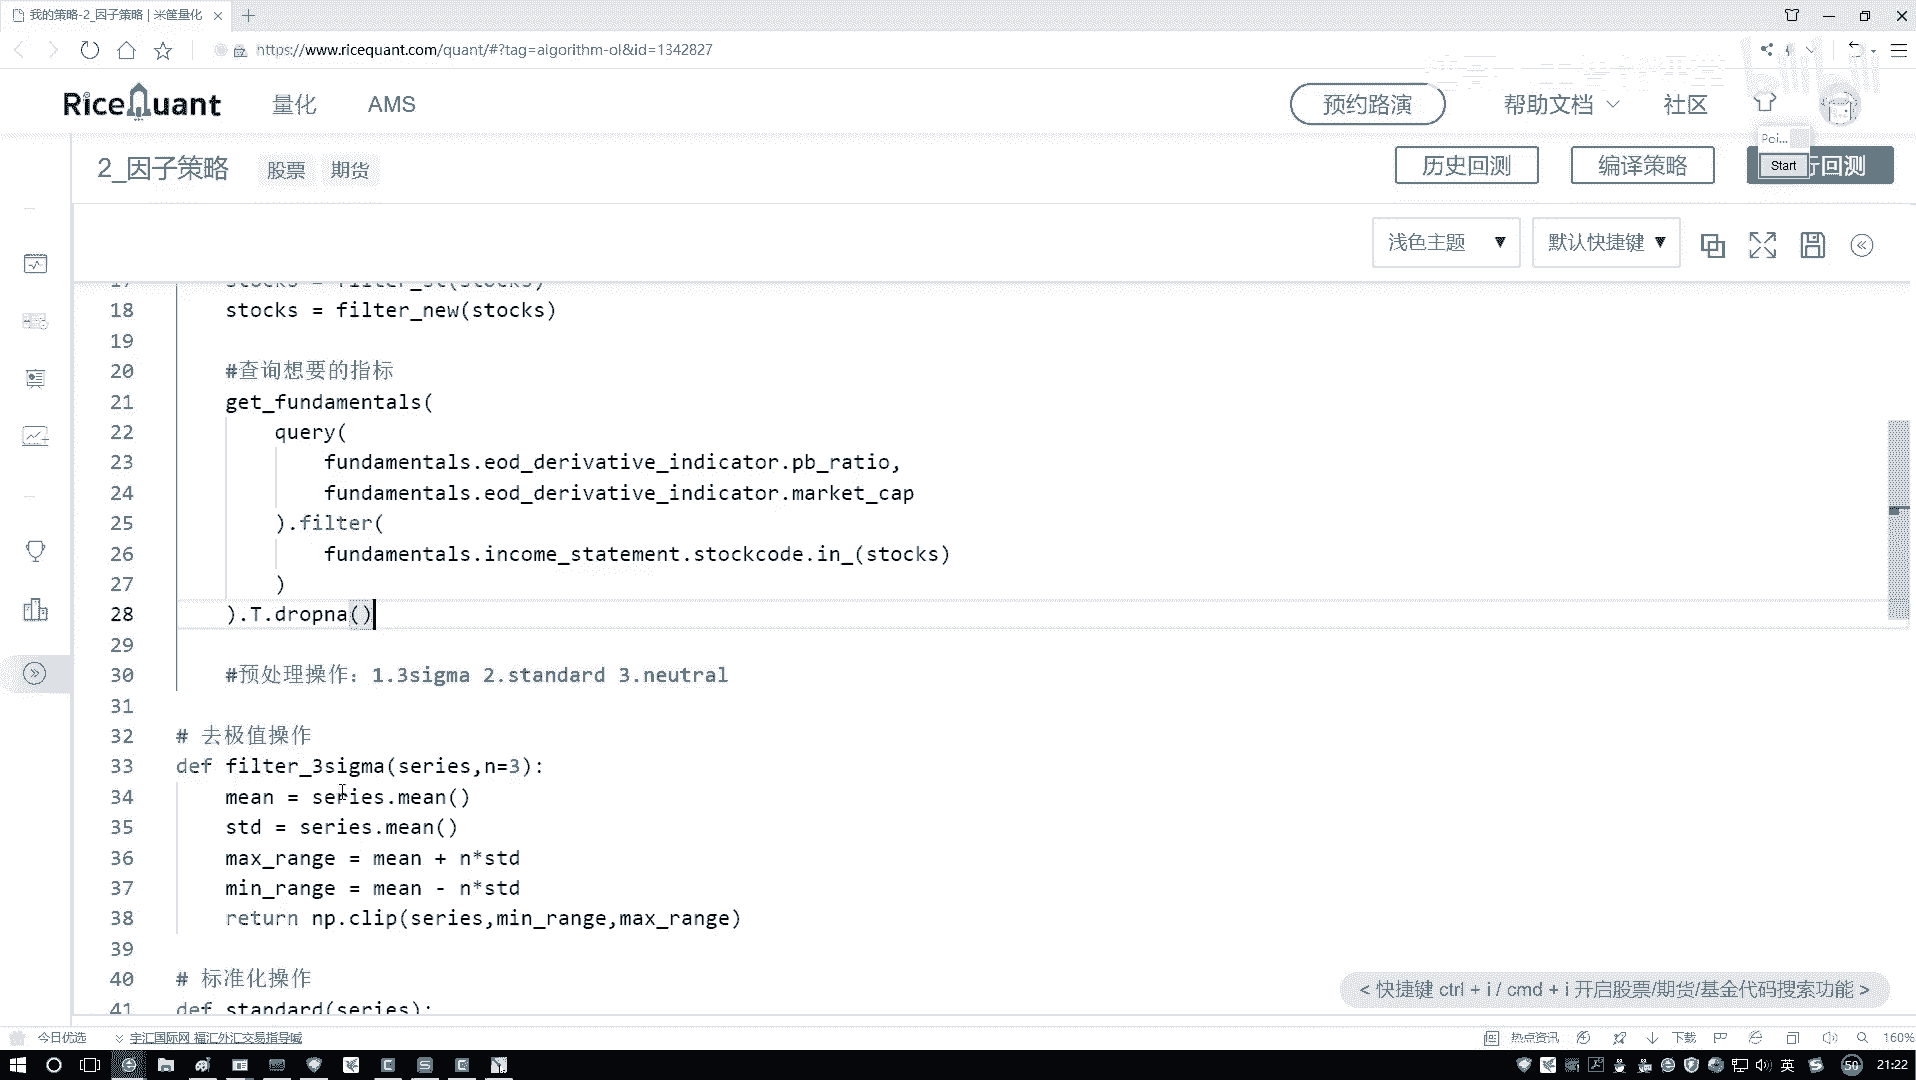 我的策略-2_因子策略 | 米筐量化
https://www.ricequant.com/quant/#?tag=algorithm-ol&id=1342827
RiceQuant 量化 AMS 预约路演 帮助文档 社区
Poi...
2_因子策略 股票 期货 历史回测 编译策略 Start 行回测
浅色主题 默认快捷键
18 stocks = filter_new(stocks)
19
20 #查询想要的指标
21 get_fundamentals(
22 query(
23 fundamentals.eod_derivative_indicator.pb_ratio,
24 fundamentals.eod_derivative_indicator.market_cap
25 ).filter(
26 fundamentals.income_statement.stockcode.in_(stocks)
27 )
28 ).T.dropna()
29
30 #预处理操作：1.3sigma 2.standard 3.neutral
31
32 # 去极值操作
33 def filter_3sigma(series,n=3):
34 mean = series.mean()
35 std = series.mean()
36 max_range = mean + n*std
37 min_range = mean - n*std
38 return np.clip(series,min_range,max_range)
39
40 # 标准化操作
41 def standard(series):
< 快捷键 ctrl + i / cmd + i 开启股票/期货/基金代码搜索功能 >
今日优选 宇汇国际网 福汇外汇交易指导喊 热点资讯 下载 160%
英 50 21:22